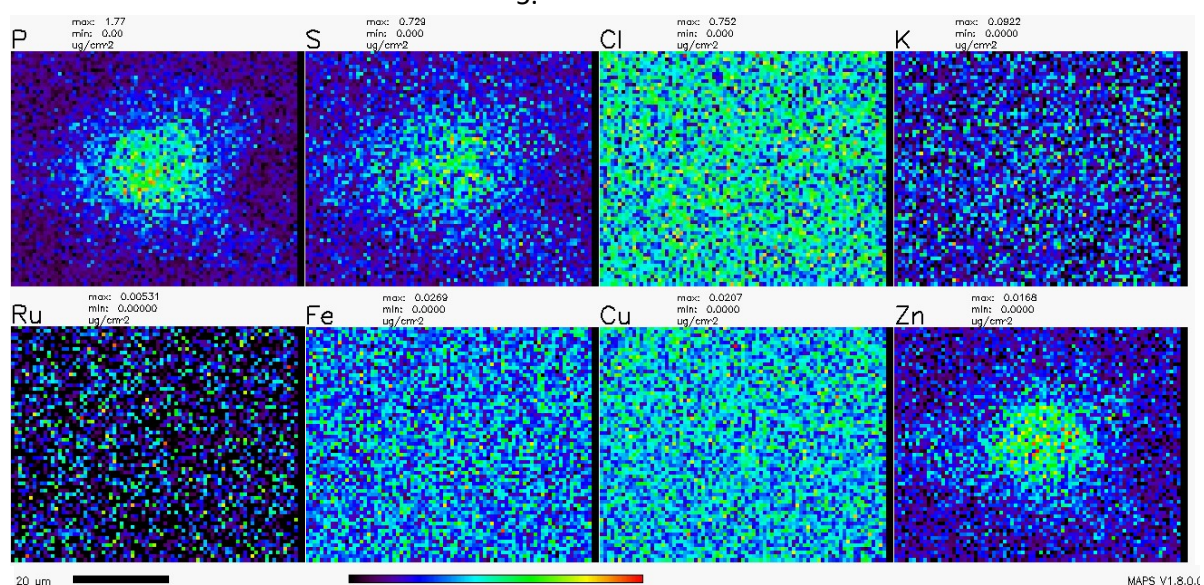 P
max: 1.77
min: 0.00
ug/cm2
S
max: 0.729
min: 0.000
ug/cm2
Cl
max: 0.752
min: 0.000
ug/cm2
K
max: 0.0922
min: 0.0000
ug/cm2
Ru
max: 0.00531
min: 0.00000
ug/cm2
Fe
max: 0.0269
min: 0.0000
ug/cm2
Cu
max: 0.0207
min: 0.0000
ug/cm2
Zn
max: 0.0168
min: 0.0000
ug/cm2
20 um
MAPS V1.8.0.0